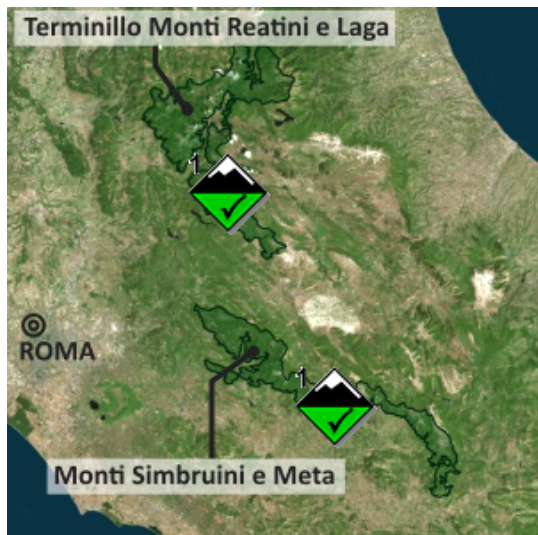 Terminillo Monti Reatini e Laga
1
ROMA
1
Monti Simbruini e Meta